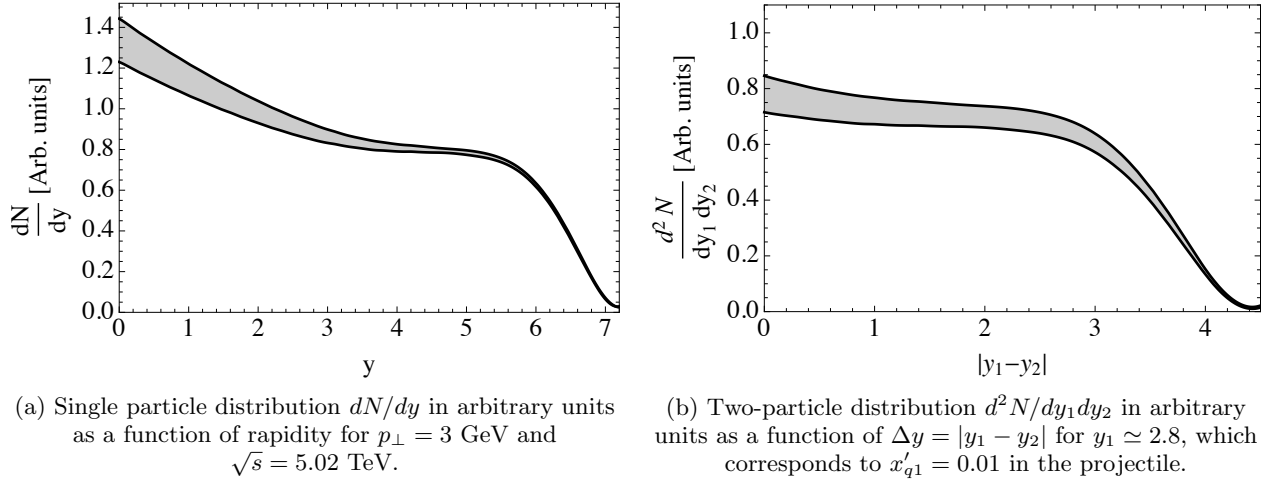 1.4
1.2
1.0
0.8
0.6
0.4
0.2
0.0
dN
dy
[Arb. units]
0 1 2 3 4 5 6 7
y
(a) Single particle distribution dN/dy in arbitrary units
as a function of rapidity for p⊥ = 3 GeV and
√s = 5.02 TeV.
1.0
0.8
0.6
0.4
0.2
0.0
d² N
dy₁ dy₂
[Arb. units]
0 1 2 3 4
|y₁−y₂|
(b) Two-particle distribution d²N/dy₁dy₂ in arbitrary
units as a function of Δy = |y₁ − y₂| for y₁ ≃ 2.8, which
corresponds to x′q1 = 0.01 in the projectile.